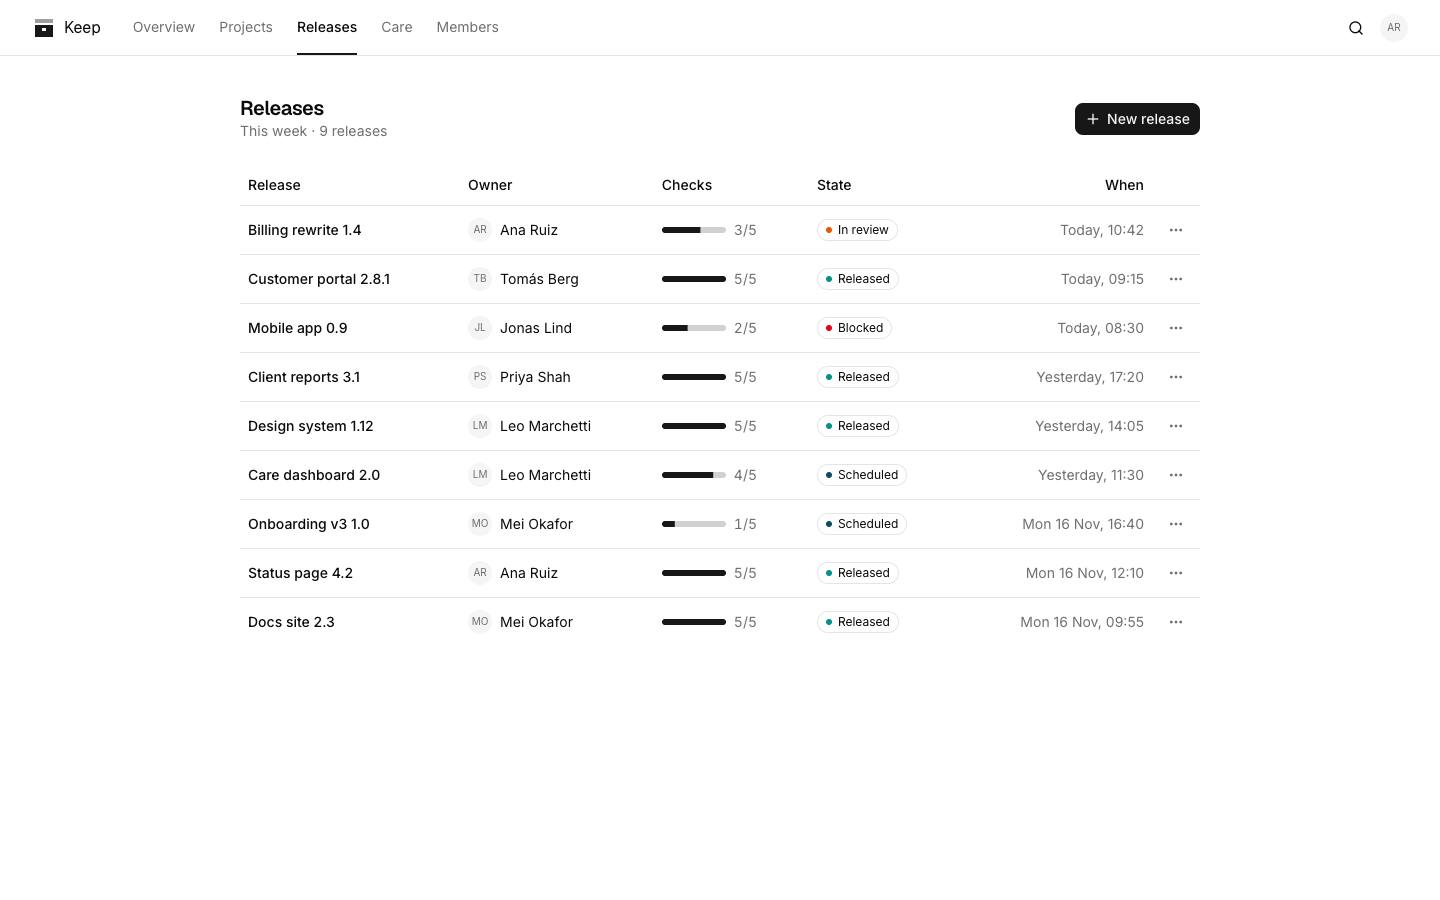 Keep Overview Projects Releases Care Members AR
Releases
This week · 9 releases
New release
Release Owner Checks State When
Billing rewrite 1.4 AR Ana Ruiz 3/5 In review Today, 10:42
Customer portal 2.8.1 TB Tomás Berg 5/5 Released Today, 09:15
Mobile app 0.9 JL Jonas Lind 2/5 Blocked Today, 08:30
Client reports 3.1 PS Priya Shah 5/5 Released Yesterday, 17:20
Design system 1.12 LM Leo Marchetti 5/5 Released Yesterday, 14:05
Care dashboard 2.0 LM Leo Marchetti 4/5 Scheduled Yesterday, 11:30
Onboarding v3 1.0 MO Mei Okafor 1/5 Scheduled Mon 16 Nov, 16:40
Status page 4.2 AR Ana Ruiz 5/5 Released Mon 16 Nov, 12:10
Docs site 2.3 MO Mei Okafor 5/5 Released Mon 16 Nov, 09:55